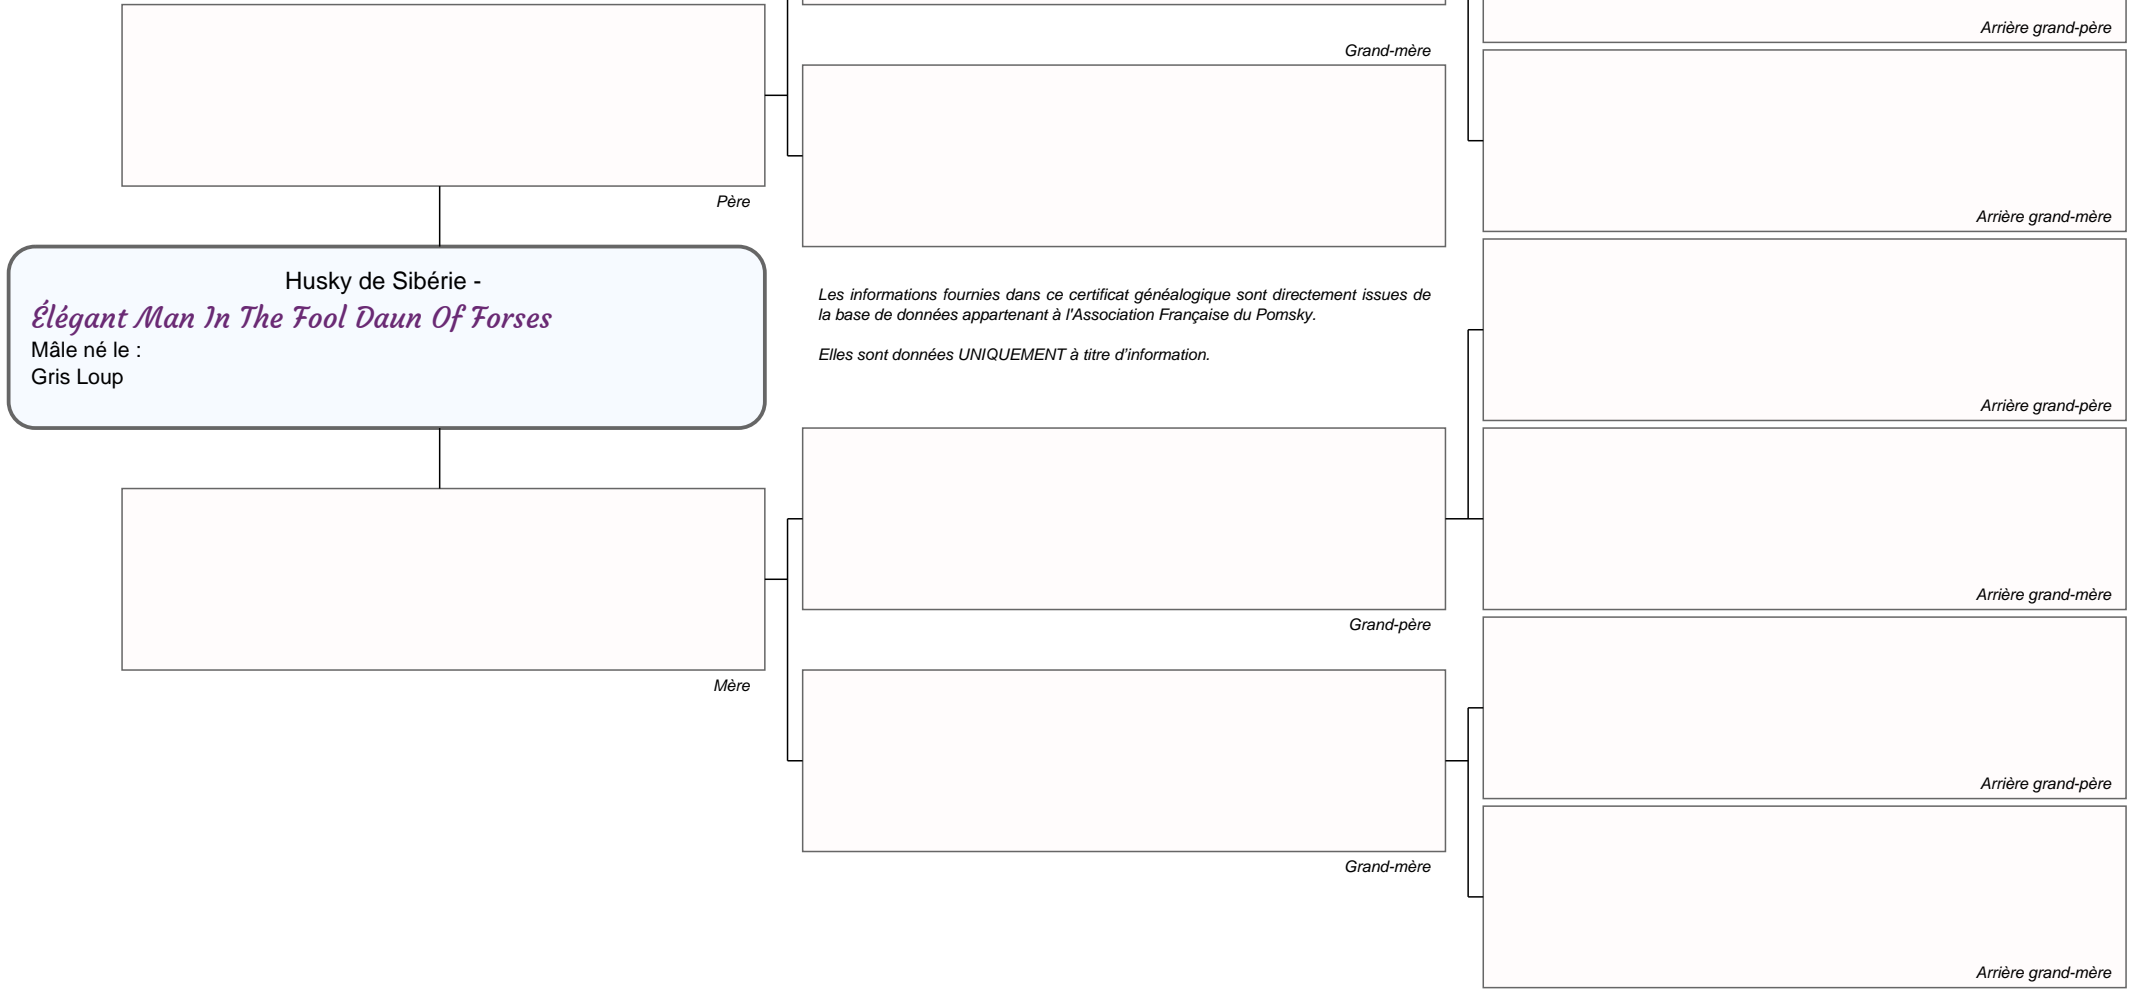 Arrière grand-père
Grand-mère
Père
Arrière grand-mère
Husky de Sibérie -
Élégant Man In The Fool Daun Of Forses
Mâle né le :
Gris Loup
Les informations fournies dans ce certificat généalogique sont directement issues de
la base de données appartenant à l'Association Française du Pomsky.
Elles sont données UNIQUEMENT à titre d'information.
Arrière grand-père
Arrière grand-mère
Grand-père
Mère
Arrière grand-père
Grand-mère
Arrière grand-mère